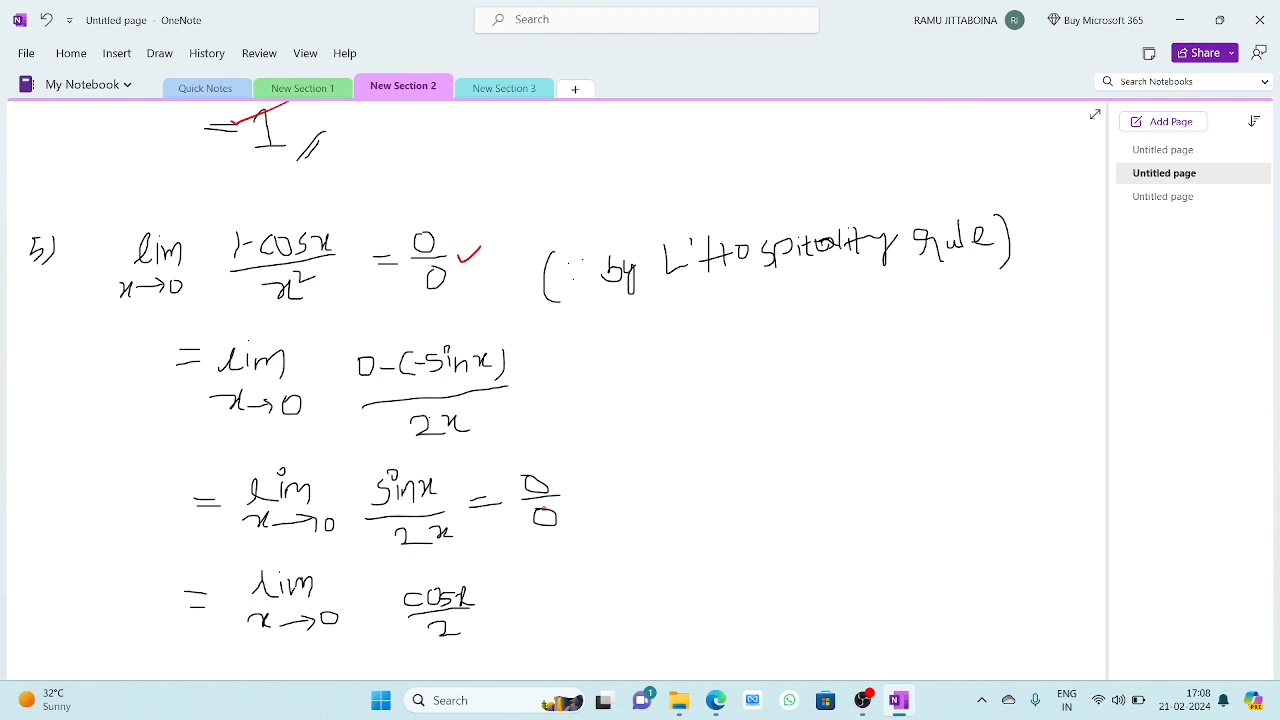 Untitled page - OneNote
Search
RAMU JITTABOINA RJ
Buy Microsoft 365
File Home Insert Draw History Review View Help
Share
My Notebook
Quick Notes
New Section 1
New Section 2
New Section 3
+
Search Notebooks
Add Page
Untitled page
Untitled page
Untitled page
= 1 //
5) lim x→0 1-cosx/x² = 0/0 ✓ (∵ by L'Hospitality rule)
= lim x→0 0-(-sinx)/2x
= lim x→0 sinx/2x = 0/0
= lim x→0 cosx/2
32°C
Sunny
Search
1
ENG
IN
17:08
21-02-2024
PRE